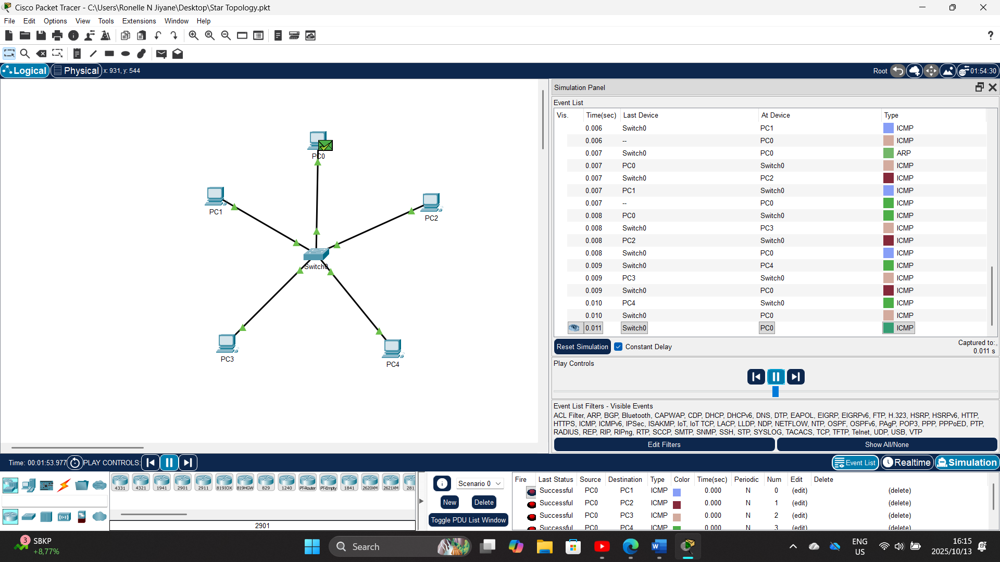 Cisco Packet Tracer - C:\Users\Ronelle N Jiyane\Desktop\Star Topology.pkt
File Edit Options View Tools Extensions Window Help
Logical Physical x: 931, y: 544 Root 01:54:30
PC0
PC1
PC2
Switch0
PC3
PC4
Simulation Panel
Event List
Vis. Time(sec) Last Device At Device Type
0.006 Switch0 PC1 ICMP
0.006 -- PC0 ICMP
0.007 Switch0 PC0 ARP
0.007 PC0 Switch0 ICMP
0.007 Switch0 PC2 ICMP
0.007 PC1 Switch0 ICMP
0.007 -- PC0 ICMP
0.008 PC0 Switch0 ICMP
0.008 Switch0 PC3 ICMP
0.008 PC2 Switch0 ICMP
0.008 Switch0 PC0 ICMP
0.009 Switch0 PC4 ICMP
0.009 PC3 Switch0 ICMP
0.009 Switch0 PC0 ICMP
0.010 PC4 Switch0 ICMP
0.010 Switch0 PC0 ICMP
0.011 Switch0 PC0 ICMP
Reset Simulation Constant Delay Captured to:
0.011 s
Play Controls
Event List Filters - Visible Events
ACL Filter, ARP, BGP, Bluetooth, CAPWAP, CDP, DHCP, DHCPv6, DNS, DTP, EAPOL, EIGRP, EIGRPv6, FTP, H.323, HSRP, HSRPv6, HTTP,
HTTPS, ICMP, ICMPv6, IPSec, ISAKMP, IoT, IoT TCP, LACP, LLDP, NDP, NETFLOW, NTP, OSPF, OSPFv6, PAgP, POP3, PPP, PPPoED, PTP,
RADIUS, REP, RIP, RIPng, RTP, SCCP, SMTP, SNMP, SSH, STP, SYSLOG, TACACS, TCP, TFTP, Telnet, UDP, USB, VTP
Edit Filters Show All/None
Time: 00:01:53.977 PLAY CONTROLS: Event List Realtime Simulation
4331 4321 1941 2901 2911 819IOX 819HGW 829 1240 PT-Router PT-Empty 1841 2620XM 2621XM 281
2901
Scenario 0
New Delete
Toggle PDU List Window
Fire Last Status Source Destination Type Color Time(sec) Periodic Num Edit Delete
Successful PC0 PC1 ICMP 0.000 N 0 (edit) (delete)
Successful PC0 PC2 ICMP 0.000 N 1 (edit) (delete)
Successful PC0 PC3 ICMP 0.000 N 2 (edit) (delete)
Successful PC0 PC4 ICMP 0.000 N 3 (edit) (delete)
3 SBKP
+8,77%
Search
ENG
US
16:15
2025/10/13